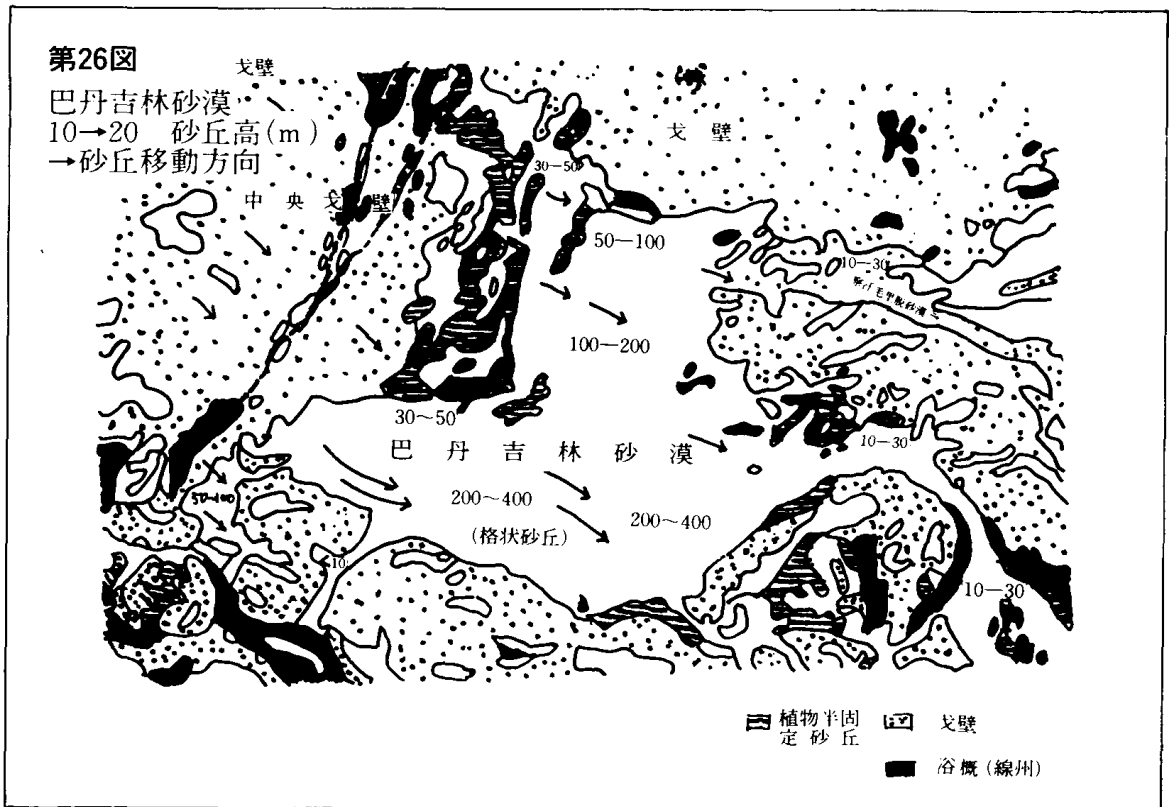 第26図
巴丹吉林砂漠
10→20 砂丘高(m)
→砂丘移動方向
戈壁
戈壁
中央戈壁
30—50
50—100
10—30
100—200
30~50
巴丹吉林砂漠
10—30
50—100
200~400
200~400
(格状砂丘)
10
10—30
植物半固
定砂丘
戈壁
浴概(線州)